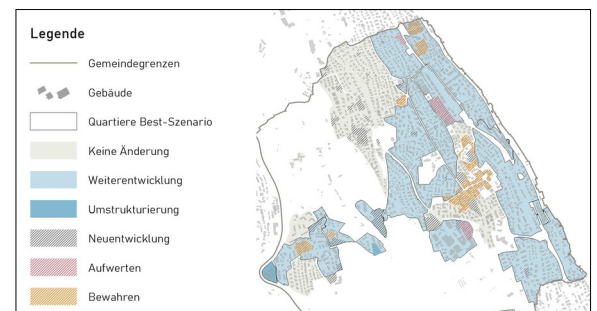 Legende
Gemeindegrenzen
Gebäude
Quartiere Best-Szenario
Keine Änderung
Weiterentwicklung
Umstrukturierung
Neuentwicklung
Aufwerten
Bewahren